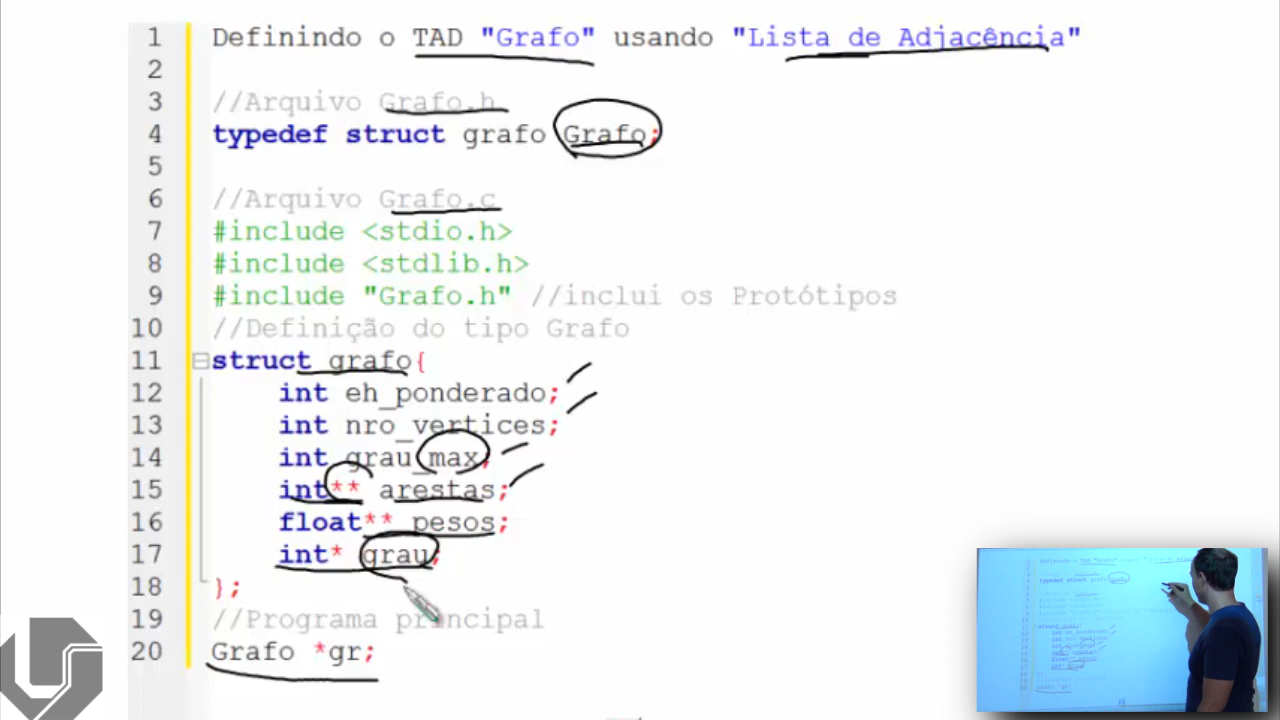 1 Definindo o TAD "Grafo" usando "Lista de Adjacência"
2
3 //Arquivo Grafo.h
4 typedef struct grafo Grafo;
5
6 //Arquivo Grafo.c
7 #include <stdio.h>
8 #include <stdlib.h>
9 #include "Grafo.h" //inclui os Protótipos
10 //Definição do tipo Grafo
11 struct grafo{
12 int eh_ponderado;
13 int nro_vertices;
14 int grau_max;
15 int** arestas;
16 float** pesos;
17 int* grau;
18 };
19 //Programa principal
20 Grafo *gr;